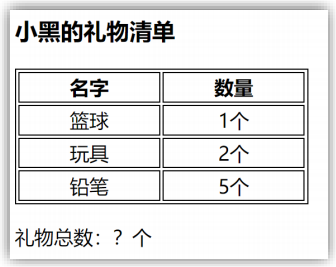 小黑的礼物清单
名字 数量
篮球 1个
玩具 2个
铅笔 5个
礼物总数：？个